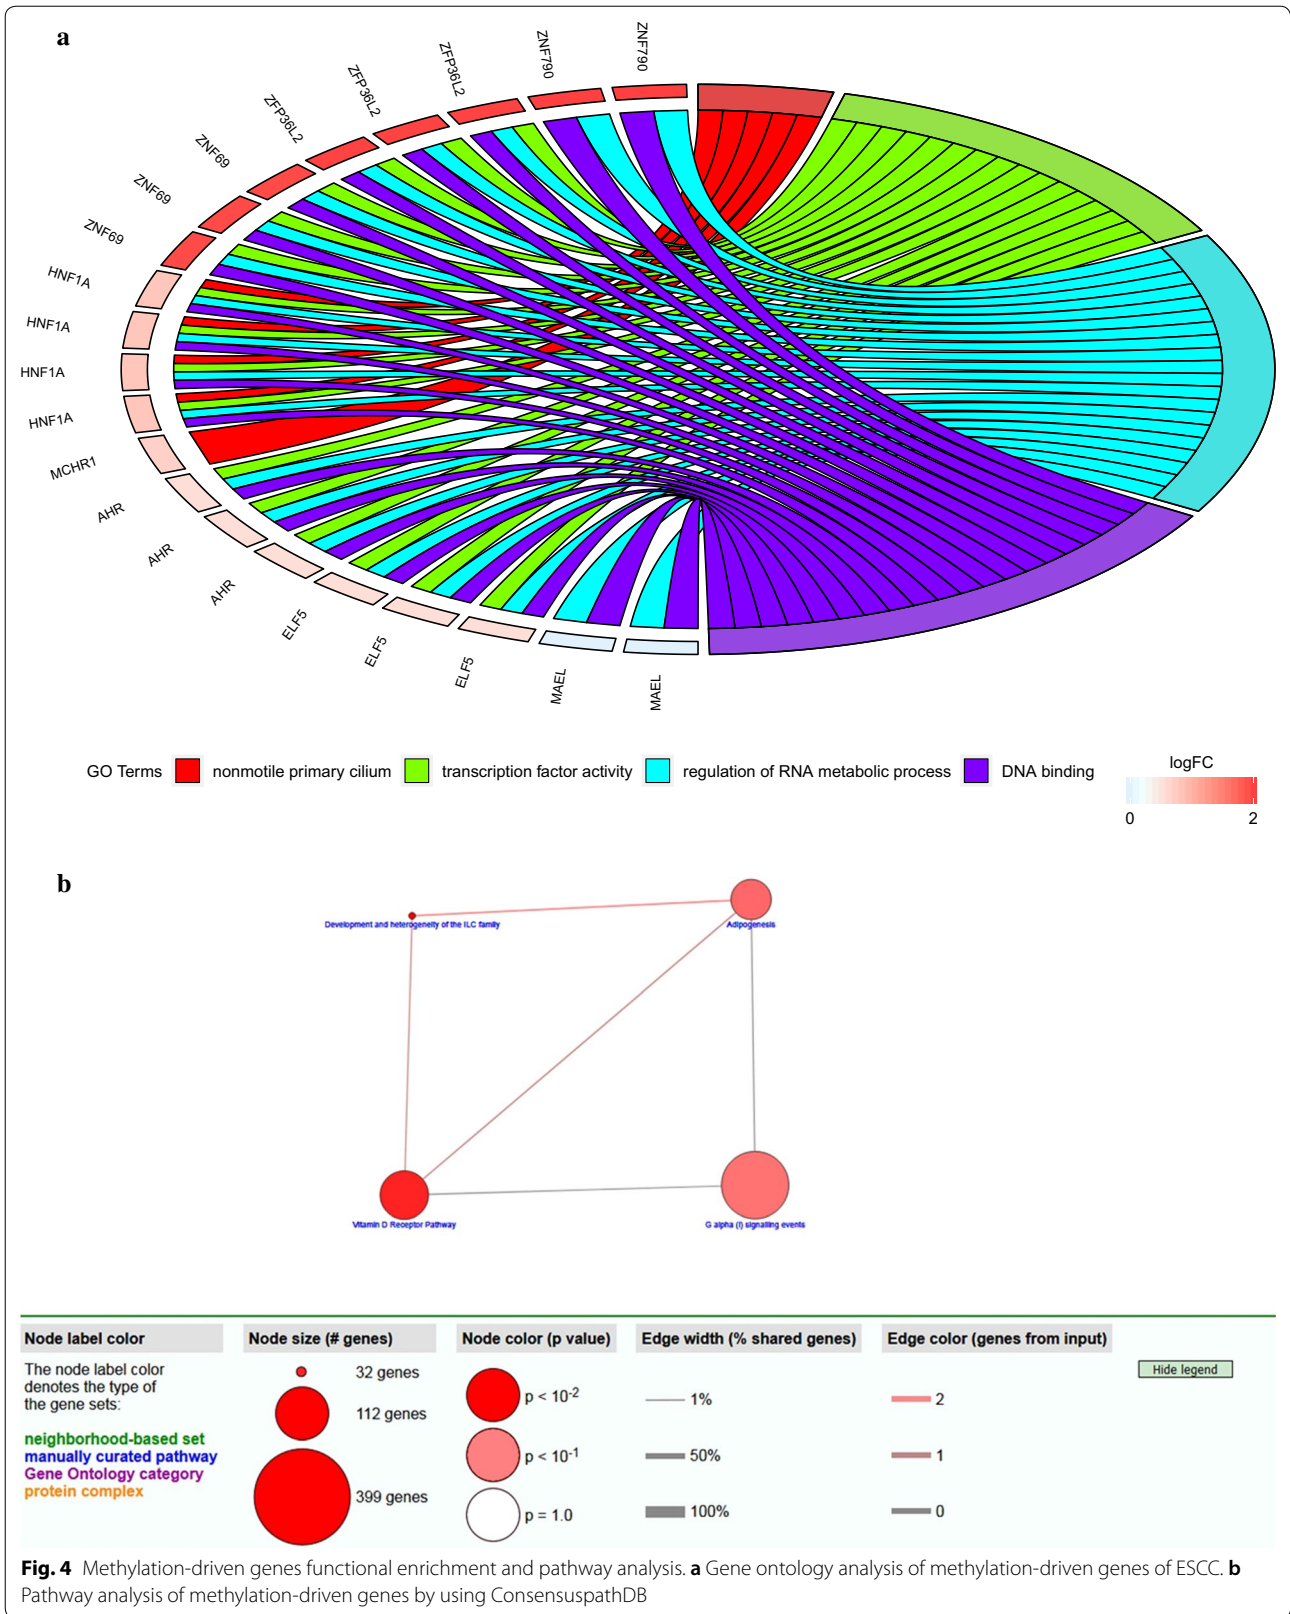 a
ZNF790
ZNF790
ZFP36L2
ZFP36L2
ZFP36L2
ZNF69
ZNF69
ZNF69
HNF1A
HNF1A
HNF1A
HNF1A
MCHR1
AHR
AHR
AHR
ELF5
ELF5
ELF5
MAEL
MAEL
GO Terms nonmotile primary cilium transcription factor activity regulation of RNA metabolic process DNA binding
logFC
0 2
b
Development and heterogeneity of the ILC family
Adipogenesis
Vitamin D Receptor Pathway
G alpha (i) signalling events
Node label color
The node label color
denotes the type of
the gene sets:
neighborhood-based set
manually curated pathway
Gene Ontology category
protein complex
Node size (# genes)
32 genes
112 genes
399 genes
Node color (p value)
p < 10-2
p < 10-1
p = 1.0
Edge width (% shared genes)
1%
50%
100%
Edge color (genes from input)
2
1
0
Hide legend
Fig. 4 Methylation-driven genes functional enrichment and pathway analysis. a Gene ontology analysis of methylation-driven genes of ESCC. b
Pathway analysis of methylation-driven genes by using ConsensuspathDB